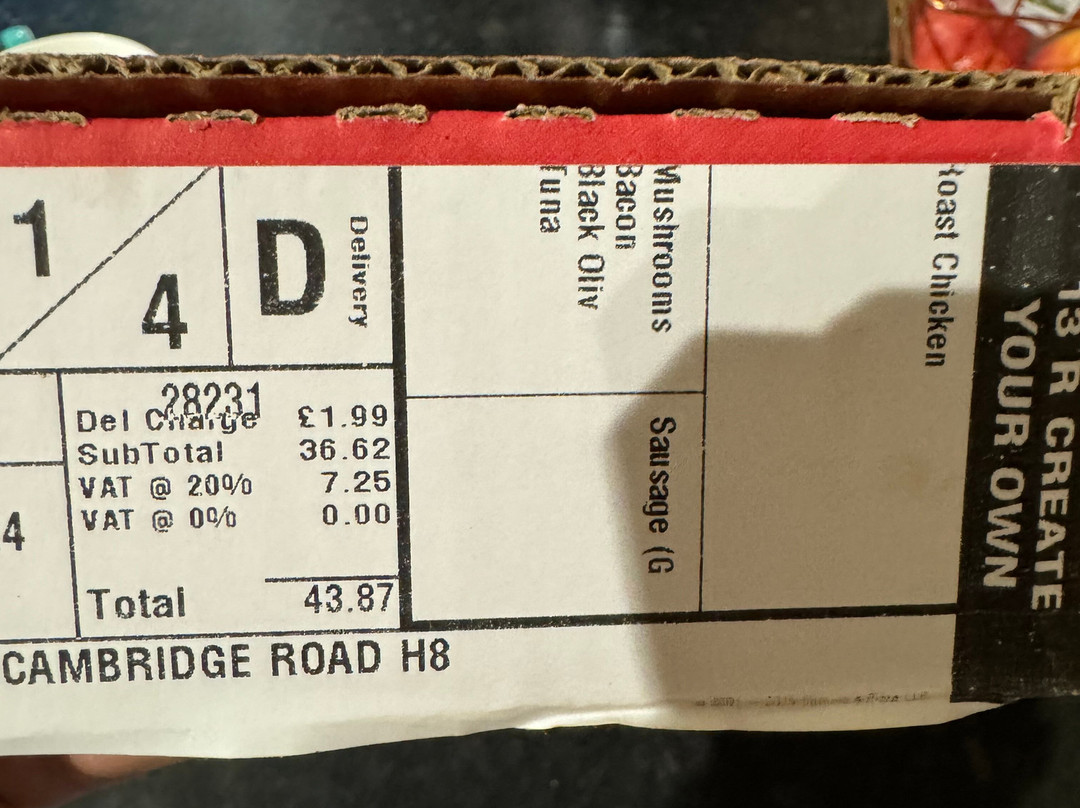 1
4
D
Delivery
28231
Del Charge £1.99
SubTotal 36.62
VAT @ 20% 7.25
VAT @ 0% 0.00
Total 43.87
4
CAMBRIDGE ROAD H8
Mushrooms
Bacon
Black Oliv
Tuna
Sausage (G
Roast Chicken
13 R CREATE
YOUR OWN